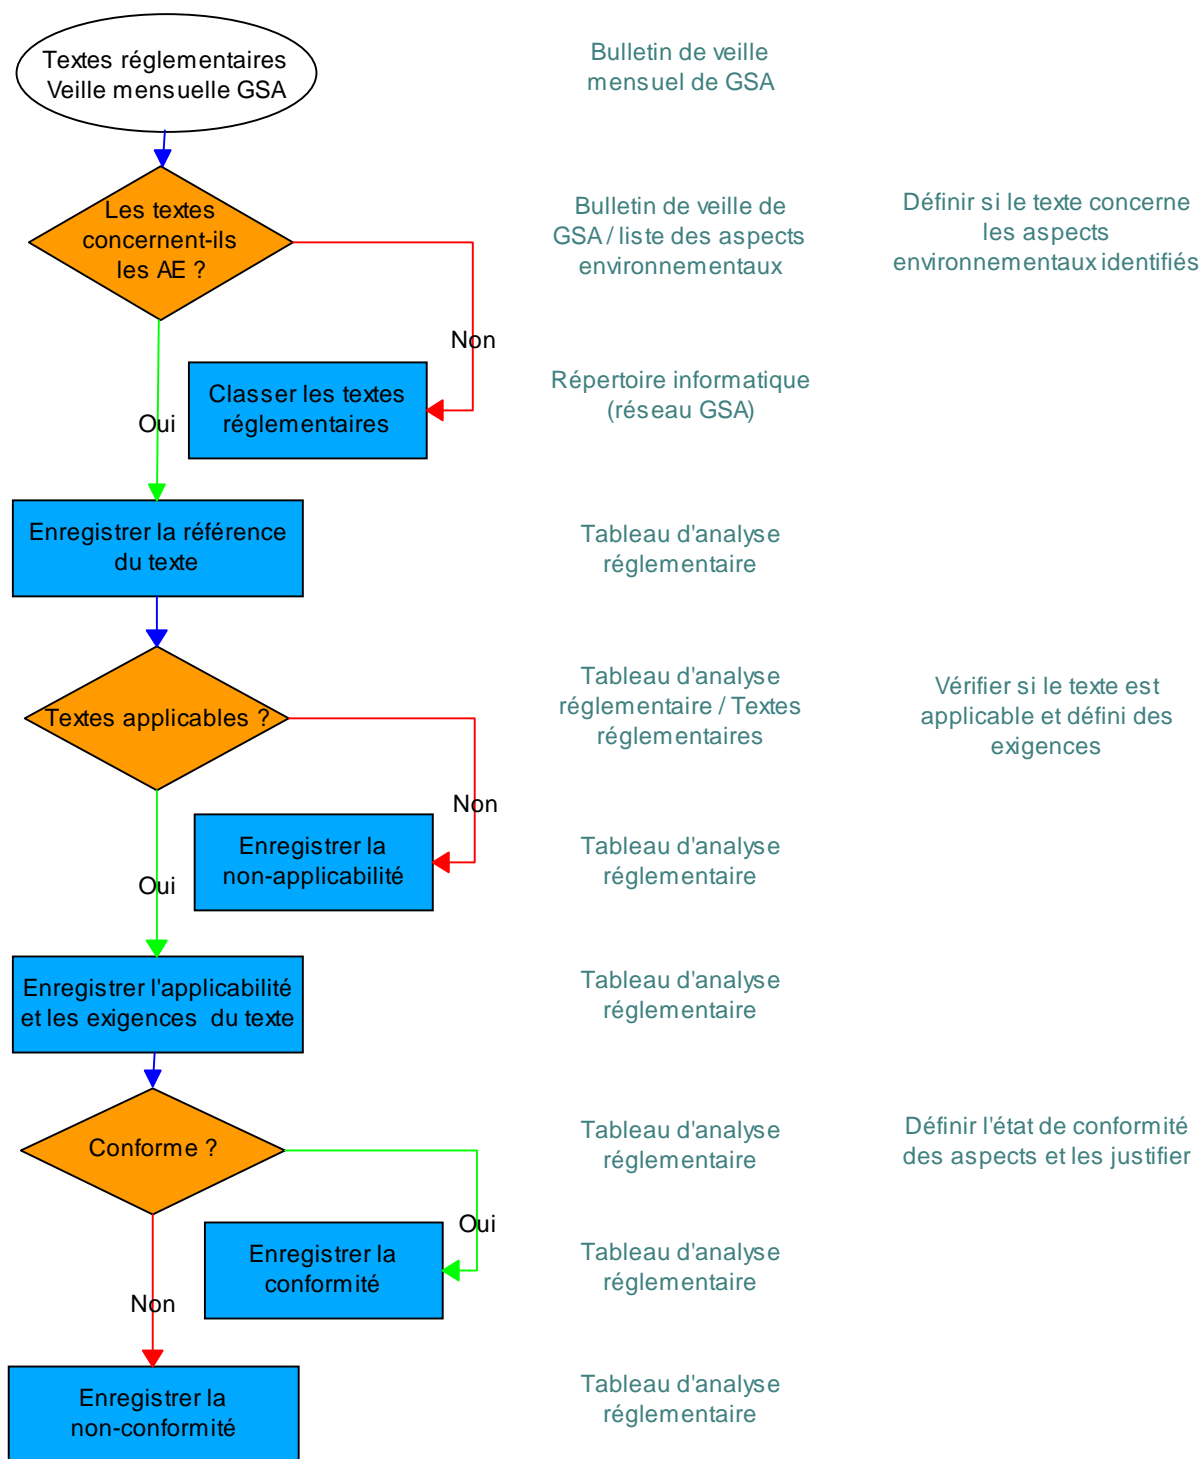 Textes réglementaires
Veille mensuelle GSA
Bulletin de veille
mensuel de GSA
Les textes
concernent-ils
les AE ?
Bulletin de veille de
GSA / liste des aspects
environnementaux
Définir si le texte concerne
les aspects
environnementaux identifiés
Non
Classer les textes
réglementaires
Répertoire informatique
(réseau GSA)
Oui
Enregistrer la référence
du texte
Tableau d'analyse
réglementaire
Textes applicables ?
Tableau d'analyse
réglementaire / Textes
réglementaires
Vérifier si le texte est
applicable et défini des
exigences
Non
Enregistrer la
non-applicabilité
Tableau d'analyse
réglementaire
Oui
Enregistrer l'applicabilité
et les exigences du texte
Tableau d'analyse
réglementaire
Conforme ?
Tableau d'analyse
réglementaire
Définir l'état de conformité
des aspects et les justifier
Oui
Enregistrer la
conformité
Tableau d'analyse
réglementaire
Non
Enregistrer la
non-conformité
Tableau d'analyse
réglementaire